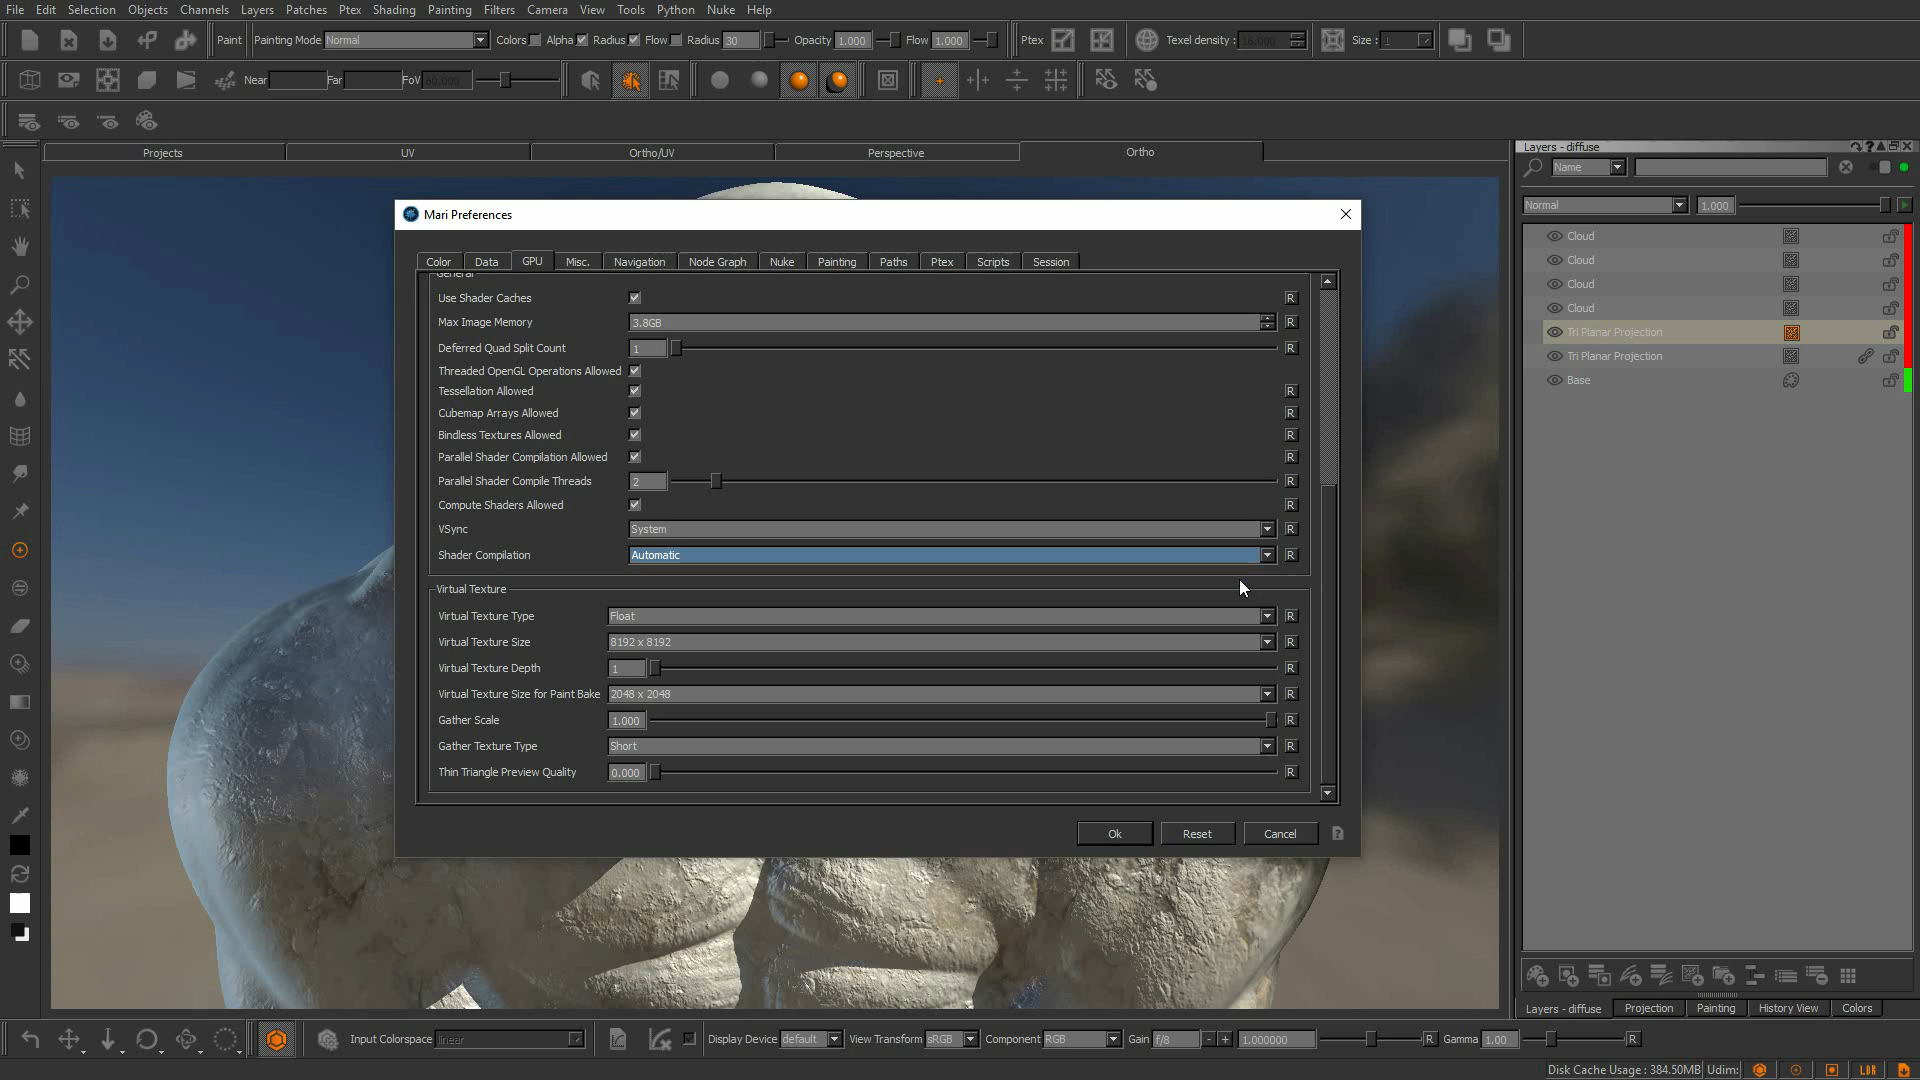 File Edit Selection Objects Channels Layers Patches Ptex Shading Painting Filters Camera View Tools Python Nuke Help
Paint Painting Mode Normal Colors Alpha Radius Flow Radius 30 Opacity 1.000 Flow 1.000 Ptex Texel density : 16.000 Size : 1
Near Far FoV 60.000
Projects UV Ortho/UV Perspective Ortho
Layers - diffuse
Name
Normal 1.000
Cloud
Cloud
Cloud
Cloud
Tri Planar Projection
Tri Planar Projection
Base
Mari Preferences
Color Data GPU Misc. Navigation Node Graph Nuke Painting Paths Ptex Scripts Session
General
Use Shader Caches R
Max Image Memory 3.8GB R
Deferred Quad Split Count 1 R
Threaded OpenGL Operations Allowed
Tessellation Allowed R
Cubemap Arrays Allowed R
Bindless Textures Allowed R
Parallel Shader Compilation Allowed R
Parallel Shader Compile Threads 2 R
Compute Shaders Allowed R
VSync System R
Shader Compilation Automatic R
Virtual Texture
Virtual Texture Type Float R
Virtual Texture Size 8192 x 8192 R
Virtual Texture Depth 1 R
Virtual Texture Size for Paint Bake 2048 x 2048 R
Gather Scale 1.000 R
Gather Texture Type Short R
Thin Triangle Preview Quality 0.000 R
Ok Reset Cancel ?
Layers - diffuse Projection Painting History View Colors
Input Colorspace linear Display Device default View Transform sRGB Component RGB Gain f/8 - + 1.000000 R Gamma 1.00 R
Disk Cache Usage : 384.50MB Udim: LDR